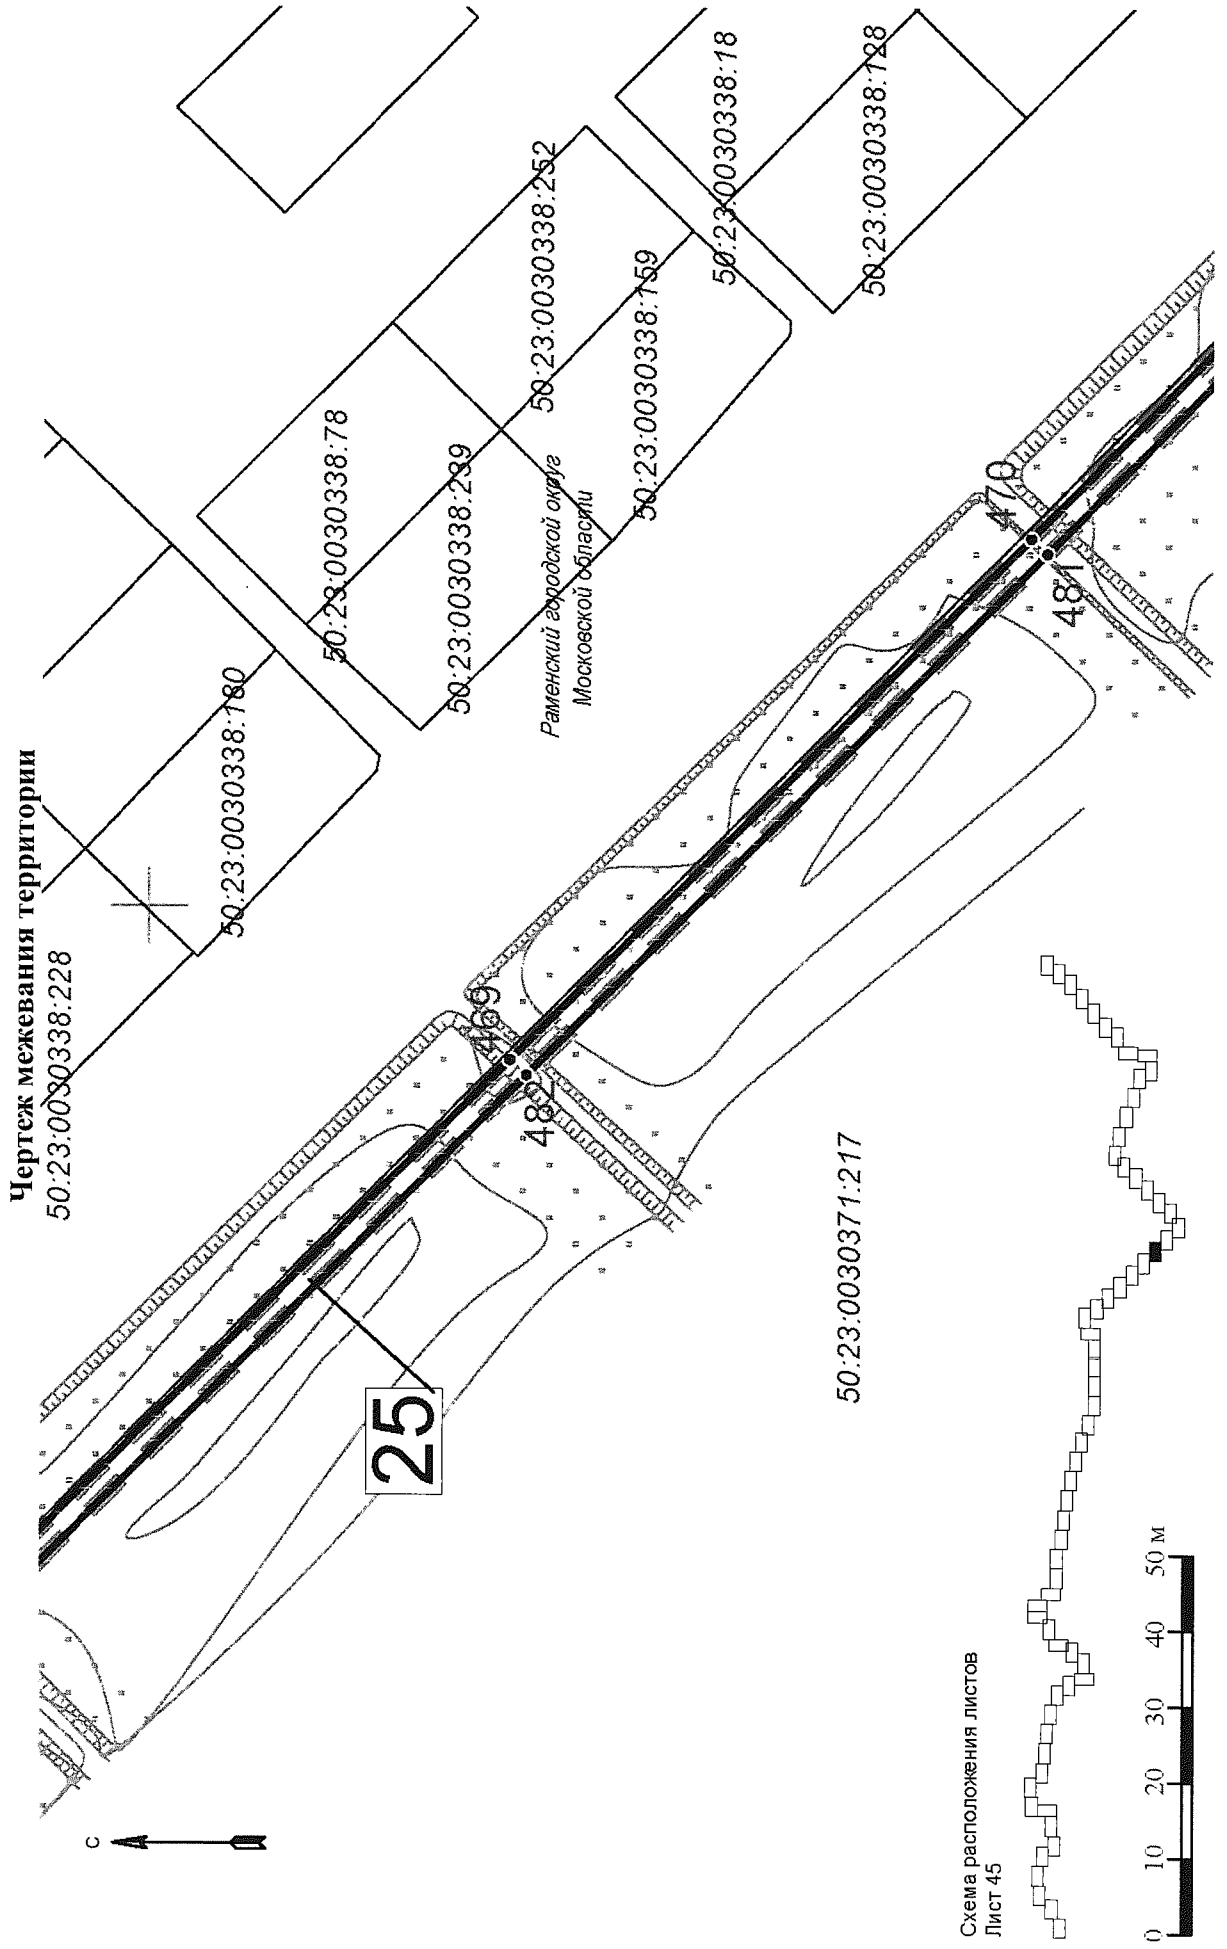 Чертеж межевания территории
50:23:0030338:228
50:23:0030338:180
50:23:0030338:78
50:23:0030338:239
50:23:0030338:252
50:23:0030338:159
50:23:0030338:18
50:23:0030338:128
Раменский городской округ
Московской области
469
482
470
481
25
50:23:0030371:217
С
Схема расположения листов
Лист 45
0 10 20 30 40 50 м